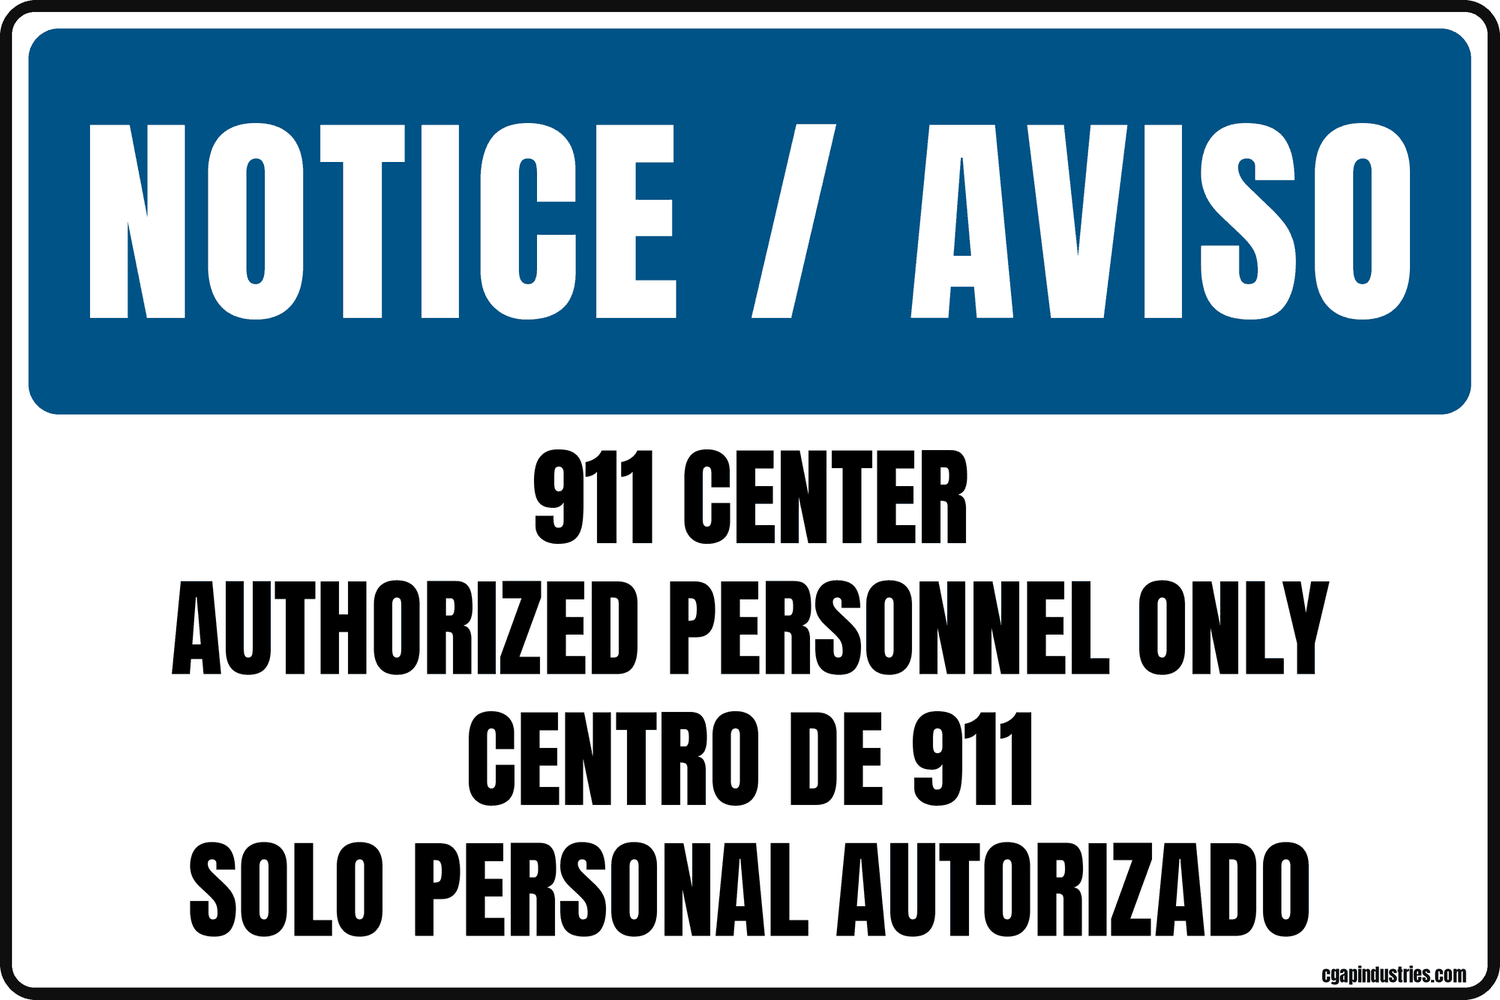 NOTICE / AVISO
911 CENTER
AUTHORIZED PERSONNEL ONLY
CENTRO DE 911
SOLO PERSONAL AUTORIZADO
cgapindustries.com